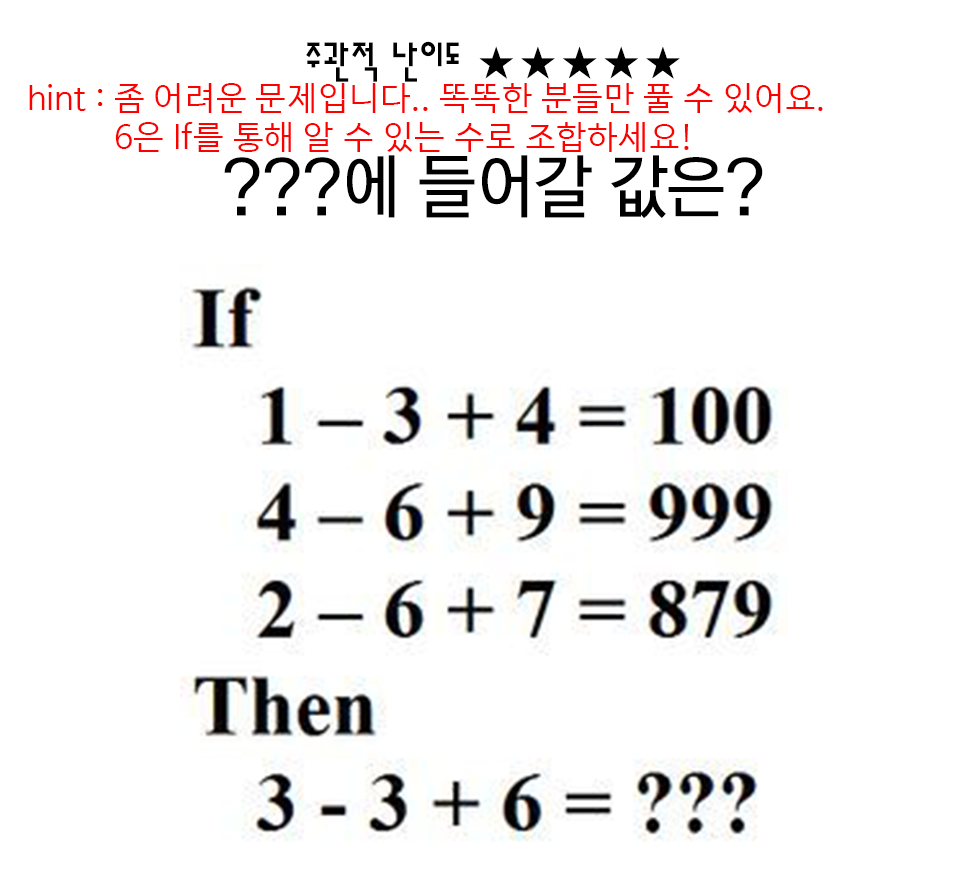 주관적 난이도 ★★★★★
hint : 좀 어려운 문제입니다.. 똑똑한 분들만 풀 수 있어요.
6은 If를 통해 알 수 있는 수로 조합하세요!
???에 들어갈 값은?
If
1 – 3 + 4 = 100
4 – 6 + 9 = 999
2 – 6 + 7 = 879
Then
3 - 3 + 6 = ???